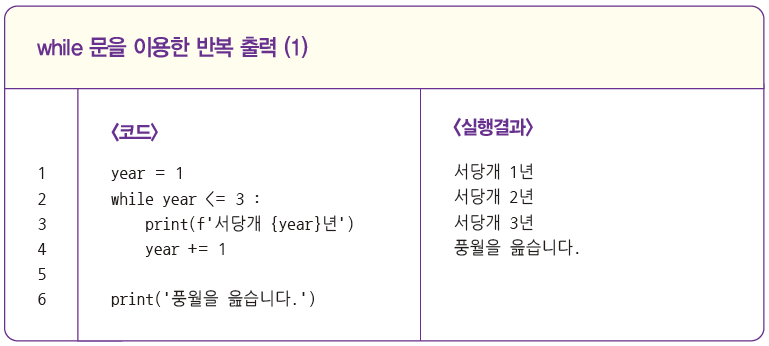 while 문을 이용한 반복 출력 (1)
<코드>
1 year = 1
2 while year <= 3 :
3     print(f'서당개 {year}년')
4     year += 1
5
6 print('풍월을 읊습니다.')
<실행결과>
서당개 1년
서당개 2년
서당개 3년
풍월을 읊습니다.